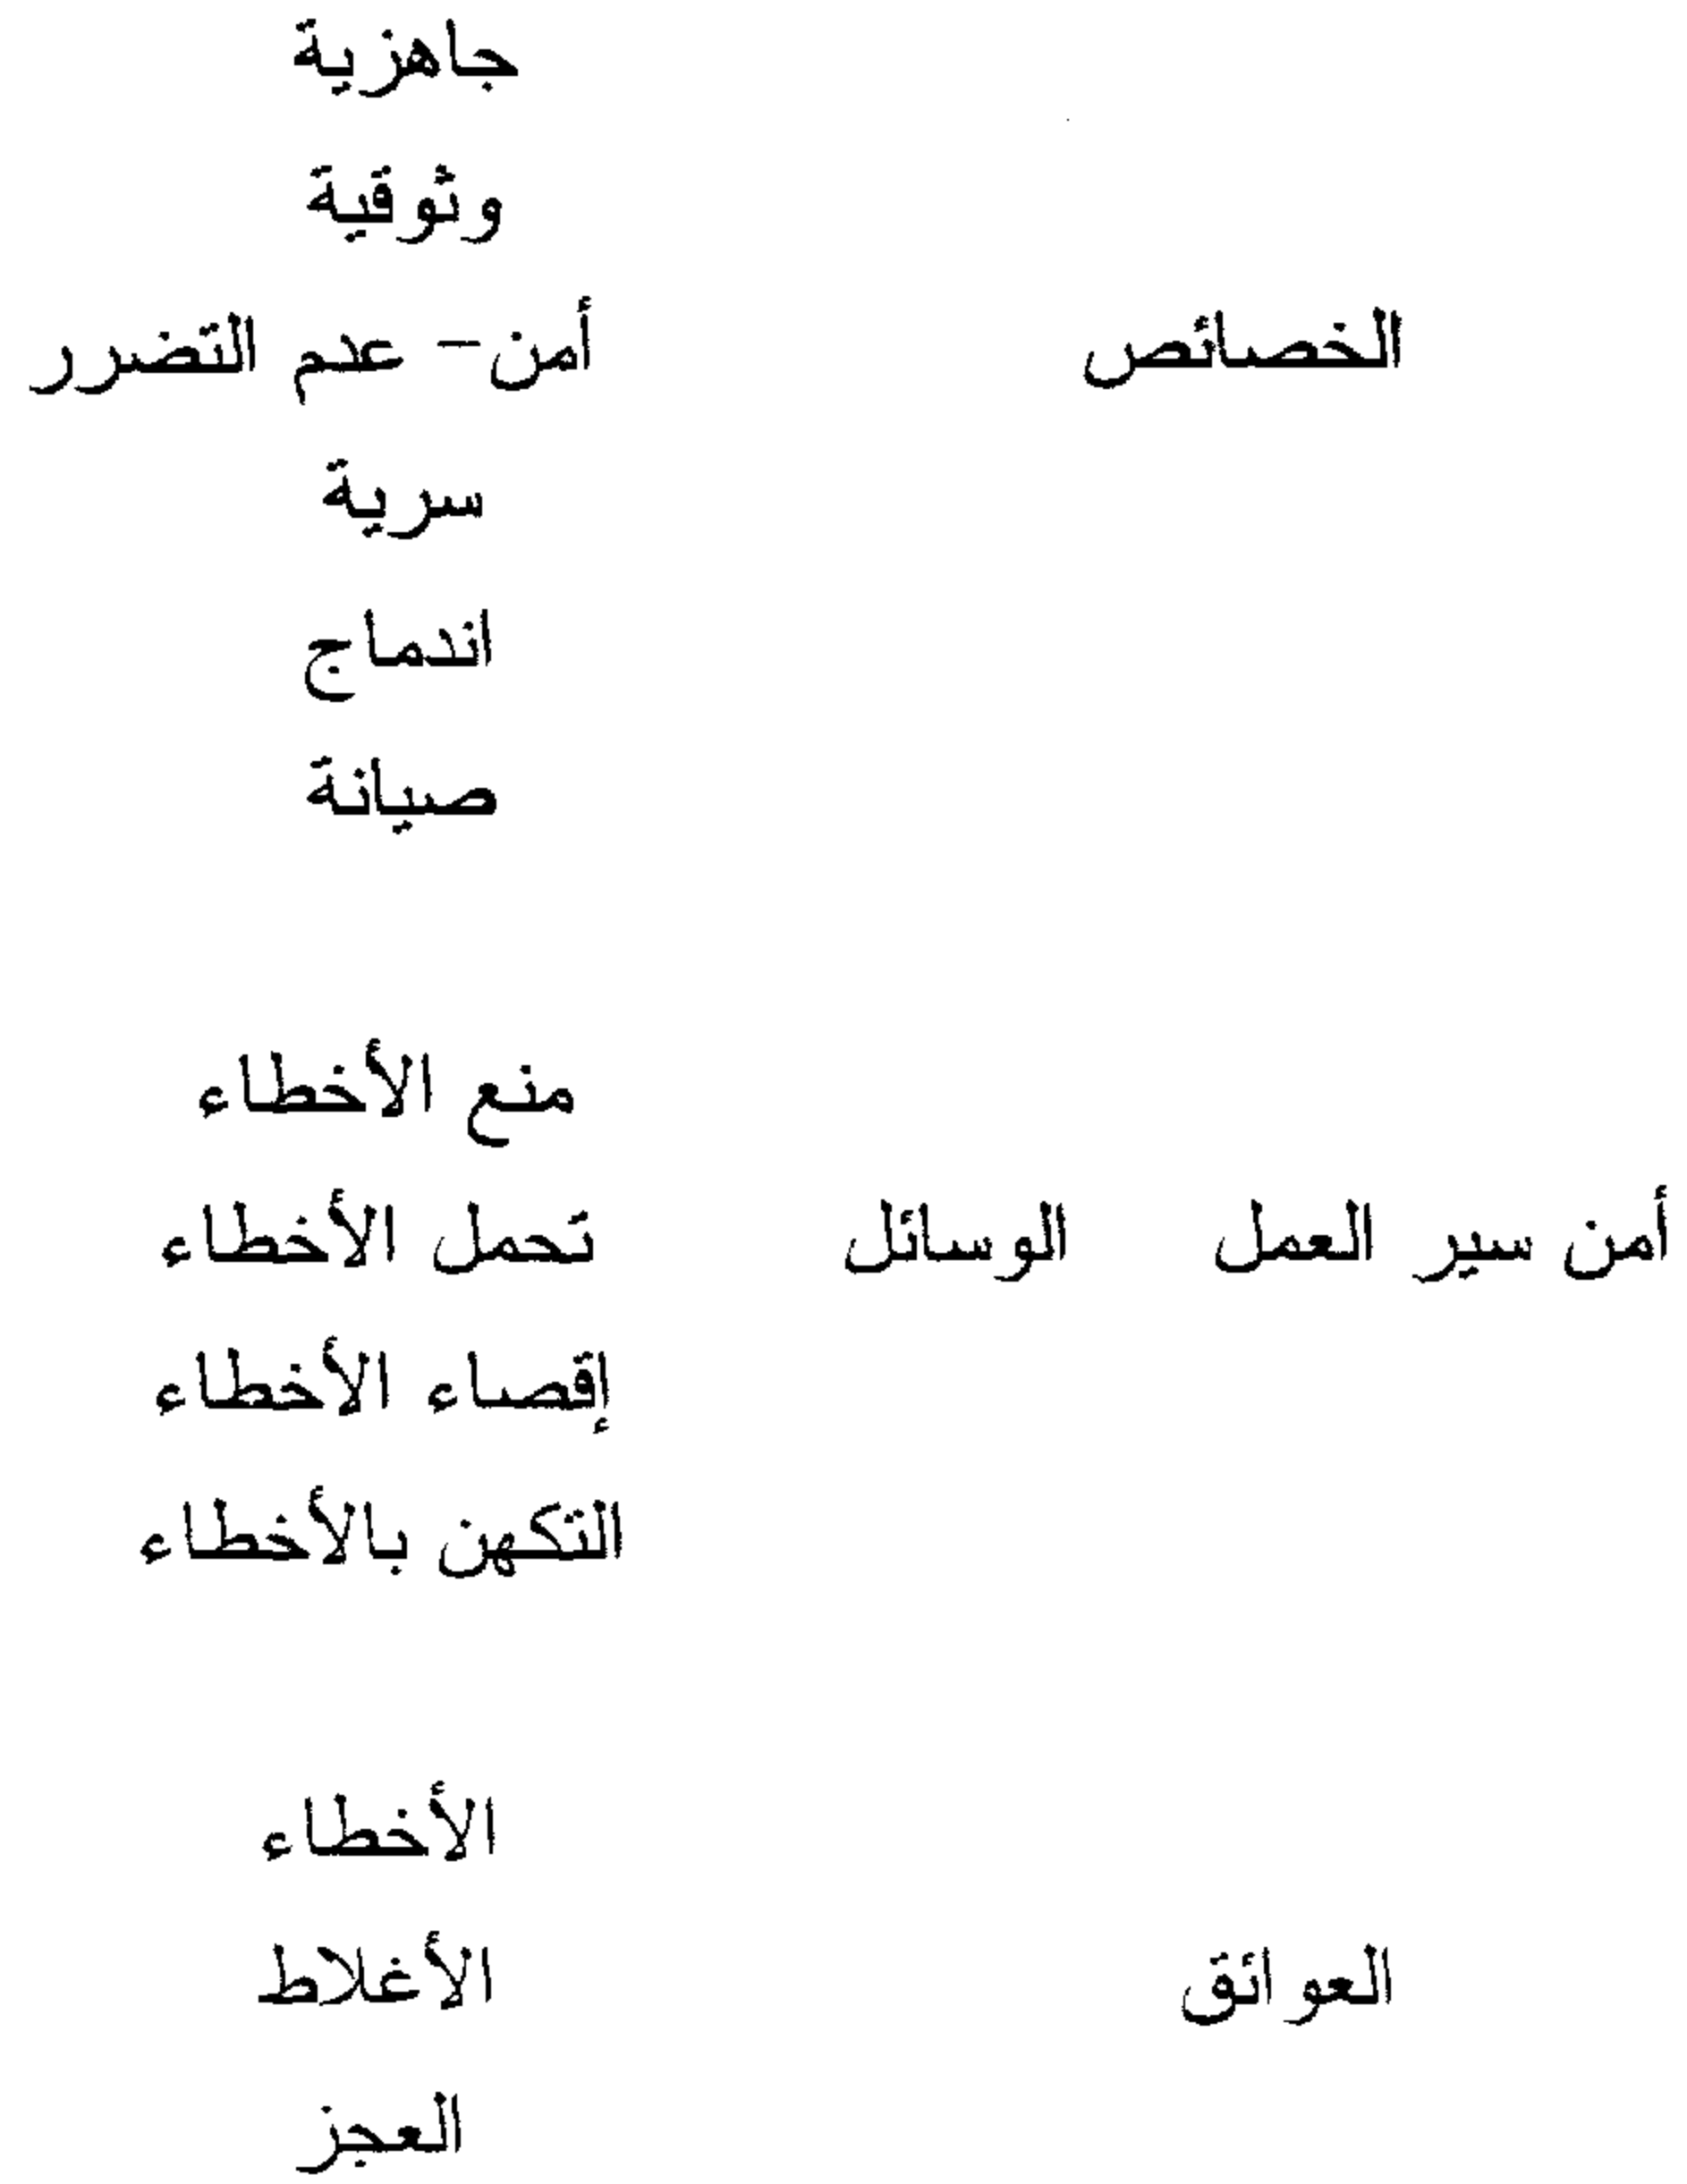 جاهزية
وثوقية
الخصائص أمن- عدم التضرر
سرية
اندماج
صيانة
منع الأخطاء
أمن سير العمل الوسائل تحمل الأخطاء
إقصاء الأخطاء
التكهن بالأخطاء
الأخطاء
العوائق الأغلاط
العجز